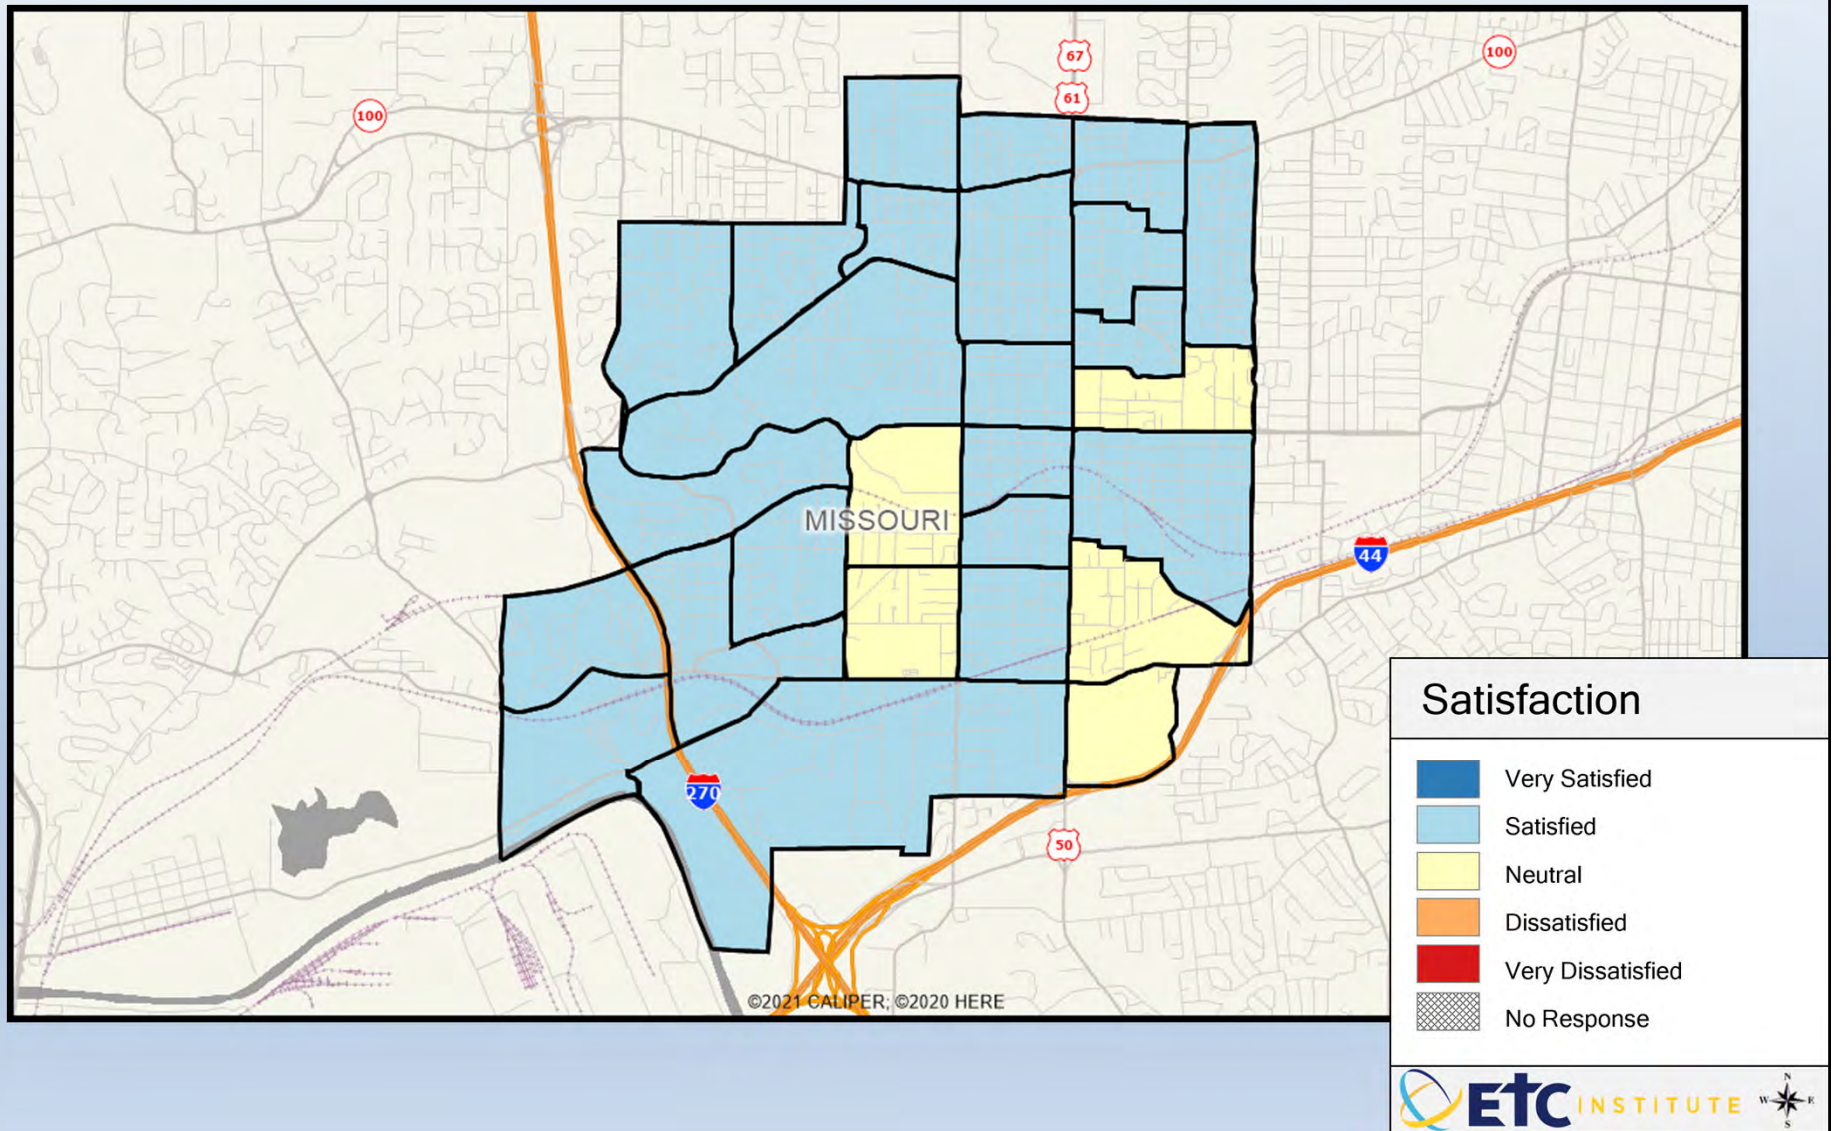 67
100
61
100
MISSOURI
44
270
50
©2021 CALIPER; ©2020 HERE
Satisfaction
Very Satisfied
Satisfied
Neutral
Dissatisfied
Very Dissatisfied
No Response
ETC INSTITUTE
N
W E
S